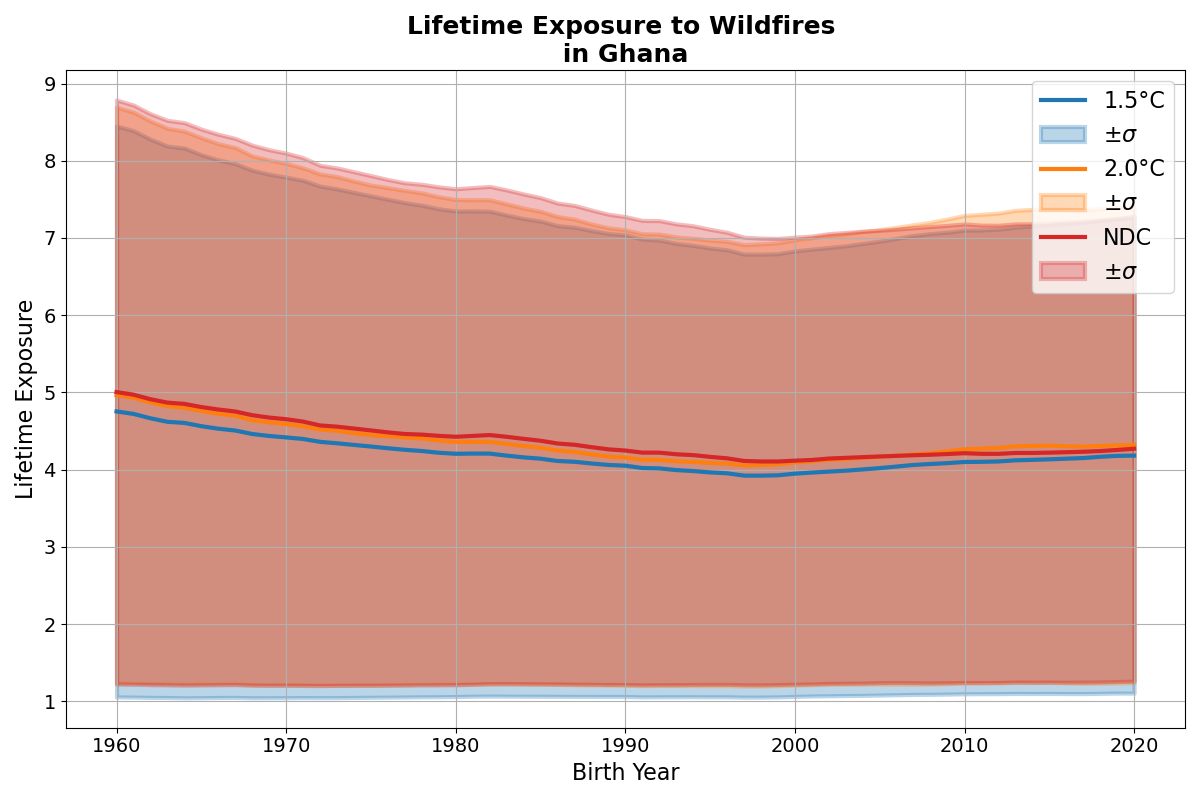 Lifetime Exposure to Wildfires
in Ghana
9
8
7
6
5
4
3
2
1
Lifetime Exposure
1.5°C
±σ
2.0°C
±σ
NDC
±σ
1960
1970
1980
1990
2000
2010
2020
Birth Year